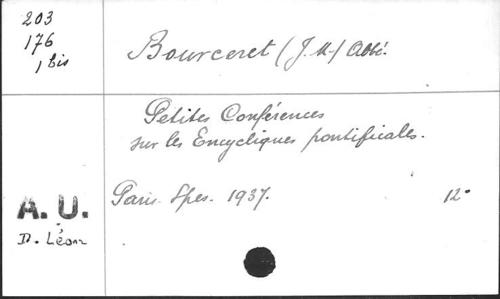 203
176
1 bis
Bourceret (J. M.) Abbé.
Petites Conférences
sur les Encycliques pontificales.
Paris. Spes. 1937. 12°
A. U.
D. Léon